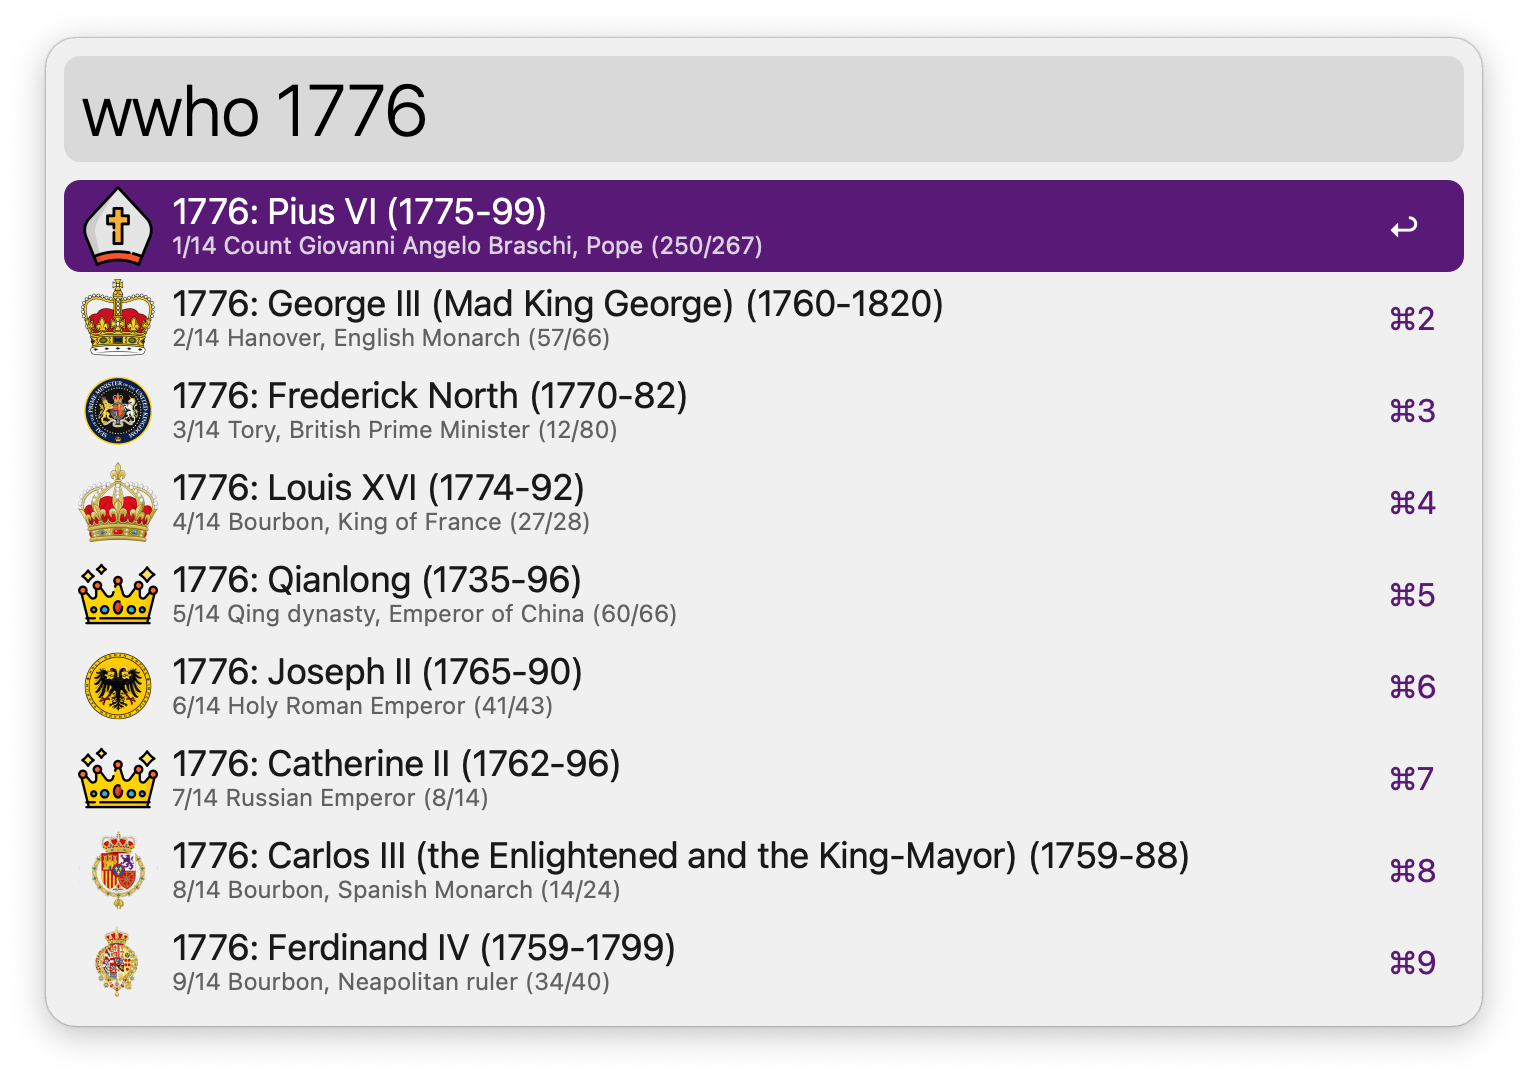 wwho 1776
1776: Pius VI (1775-99)
1/14 Count Giovanni Angelo Braschi, Pope (250/267)
1776: George III (Mad King George) (1760-1820)
2/14 Hanover, English Monarch (57/66)
⌘2
1776: Frederick North (1770-82)
3/14 Tory, British Prime Minister (12/80)
⌘3
1776: Louis XVI (1774-92)
4/14 Bourbon, King of France (27/28)
⌘4
1776: Qianlong (1735-96)
5/14 Qing dynasty, Emperor of China (60/66)
⌘5
1776: Joseph II (1765-90)
6/14 Holy Roman Emperor (41/43)
⌘6
1776: Catherine II (1762-96)
7/14 Russian Emperor (8/14)
⌘7
1776: Carlos III (the Enlightened and the King-Mayor) (1759-88)
8/14 Bourbon, Spanish Monarch (14/24)
⌘8
1776: Ferdinand IV (1759-1799)
9/14 Bourbon, Neapolitan ruler (34/40)
⌘9